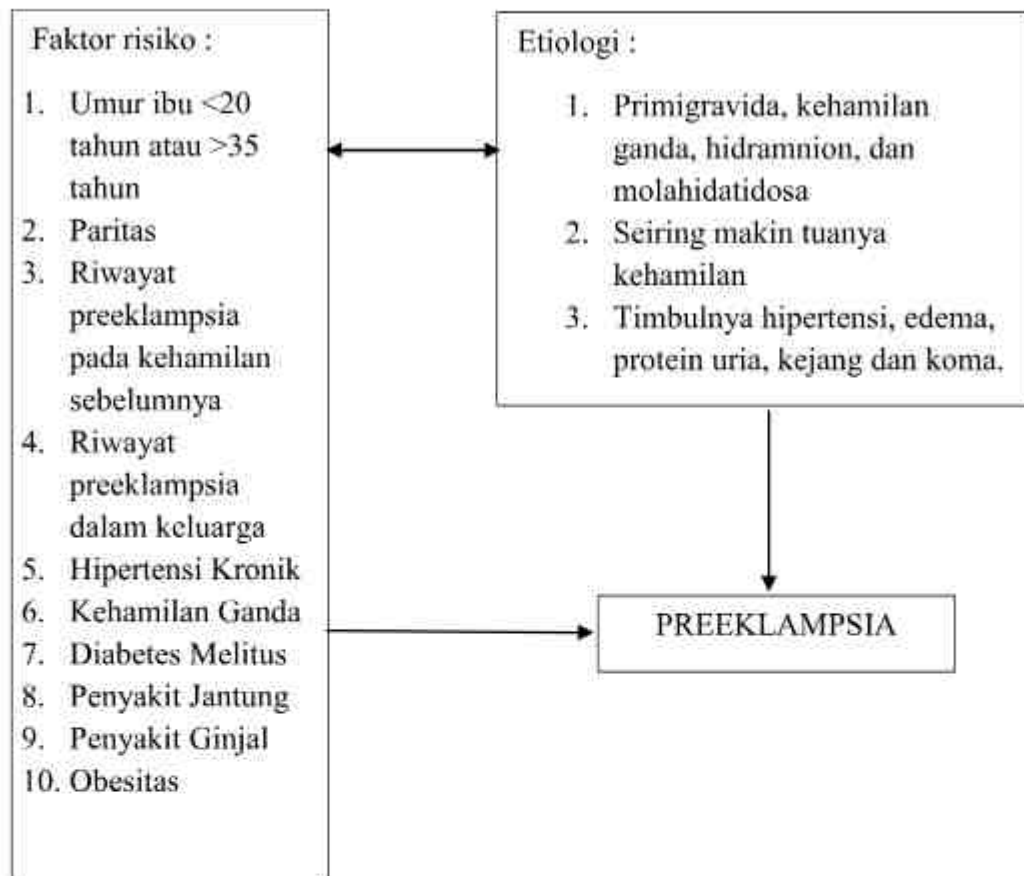 Faktor risiko :
1. Umur ibu <20
tahun atau >35
tahun
2. Paritas
3. Riwayat
preeklampsia
pada kehamilan
sebelumnya
4. Riwayat
preeklampsia
dalam keluarga
5. Hipertensi Kronik
6. Kehamilan Ganda
7. Diabetes Melitus
8. Penyakit Jantung
9. Penyakit Ginjal
10. Obesitas
Etiologi :
1. Primigravida, kehamilan
ganda, hidramnion, dan
molahidatidosa
2. Seiring makin tuanya
kehamilan
3. Timbulnya hipertensi, edema,
protein uria, kejang dan koma.
PREEKLAMPSIA